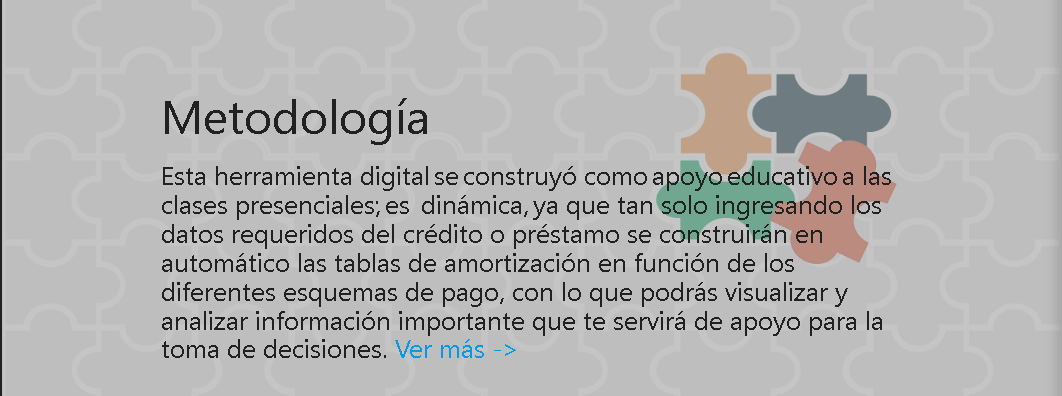 Metodología
Esta herramienta digital se construyó como apoyo educativo a las
clases presenciales; es dinámica, ya que tan solo ingresando los
datos requeridos del crédito o préstamo se construirán en
automático las tablas de amortización en función de los
diferentes esquemas de pago, con lo que podrás visualizar y
analizar información importante que te servirá de apoyo para la
toma de decisiones. Ver más ->